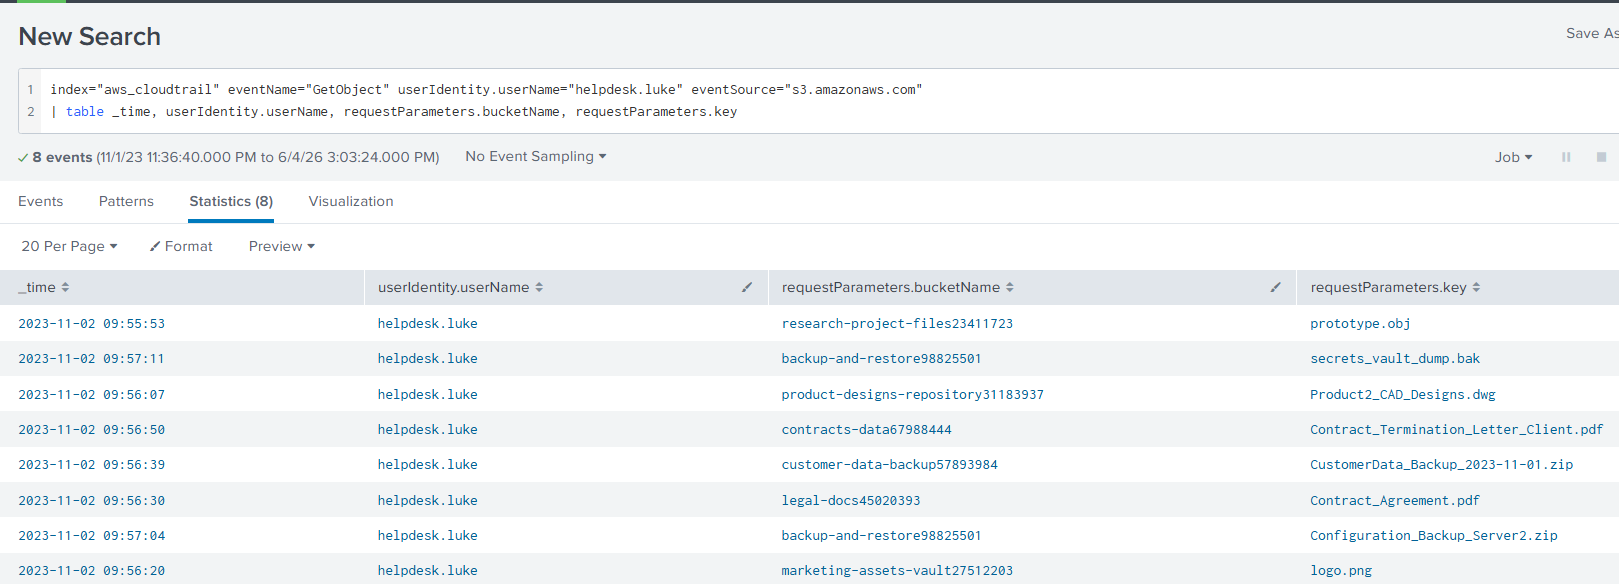 New Search
Save As
1 index="aws_cloudtrail" eventName="GetObject" userIdentity.userName="helpdesk.luke" eventSource="s3.amazonaws.com"
2 | table _time, userIdentity.userName, requestParameters.bucketName, requestParameters.key
8 events (11/1/23 11:36:40.000 PM to 6/4/26 3:03:24.000 PM) No Event Sampling Job
Events Patterns Statistics (8) Visualization
20 Per Page Format Preview
_time userIdentity.userName requestParameters.bucketName requestParameters.key
2023-11-02 09:55:53 helpdesk.luke research-project-files23411723 prototype.obj
2023-11-02 09:57:11 helpdesk.luke backup-and-restore98825501 secrets_vault_dump.bak
2023-11-02 09:56:07 helpdesk.luke product-designs-repository31183937 Product2_CAD_Designs.dwg
2023-11-02 09:56:50 helpdesk.luke contracts-data67988444 Contract_Termination_Letter_Client.pdf
2023-11-02 09:56:39 helpdesk.luke customer-data-backup57893984 CustomerData_Backup_2023-11-01.zip
2023-11-02 09:56:30 helpdesk.luke legal-docs45020393 Contract_Agreement.pdf
2023-11-02 09:57:04 helpdesk.luke backup-and-restore98825501 Configuration_Backup_Server2.zip
2023-11-02 09:56:20 helpdesk.luke marketing-assets-vault27512203 logo.png